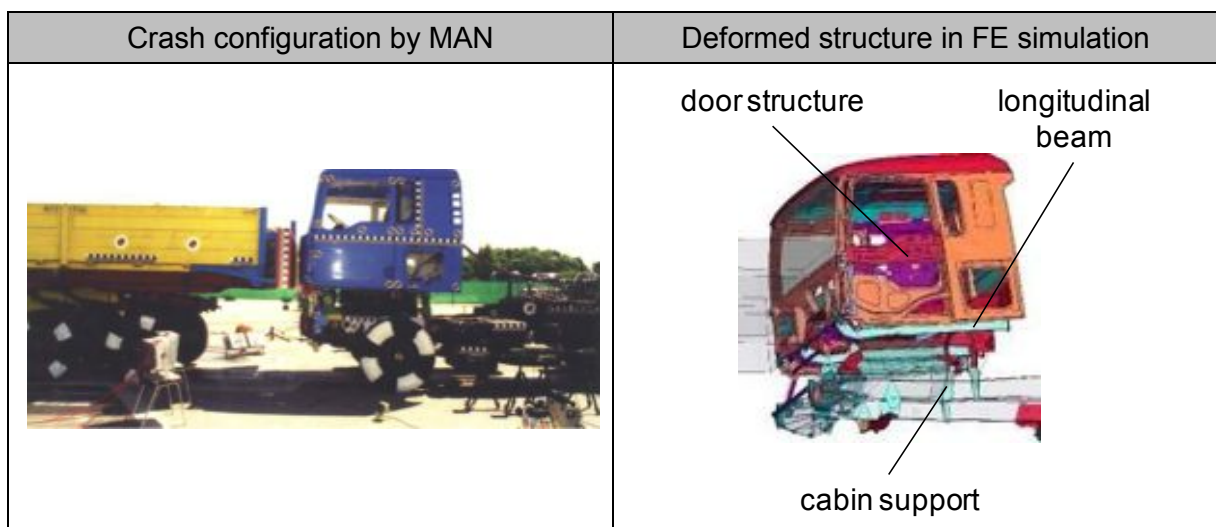 Crash configuration by MAN
Deformed structure in FE simulation
door structure
longitudinal
beam
cabin support